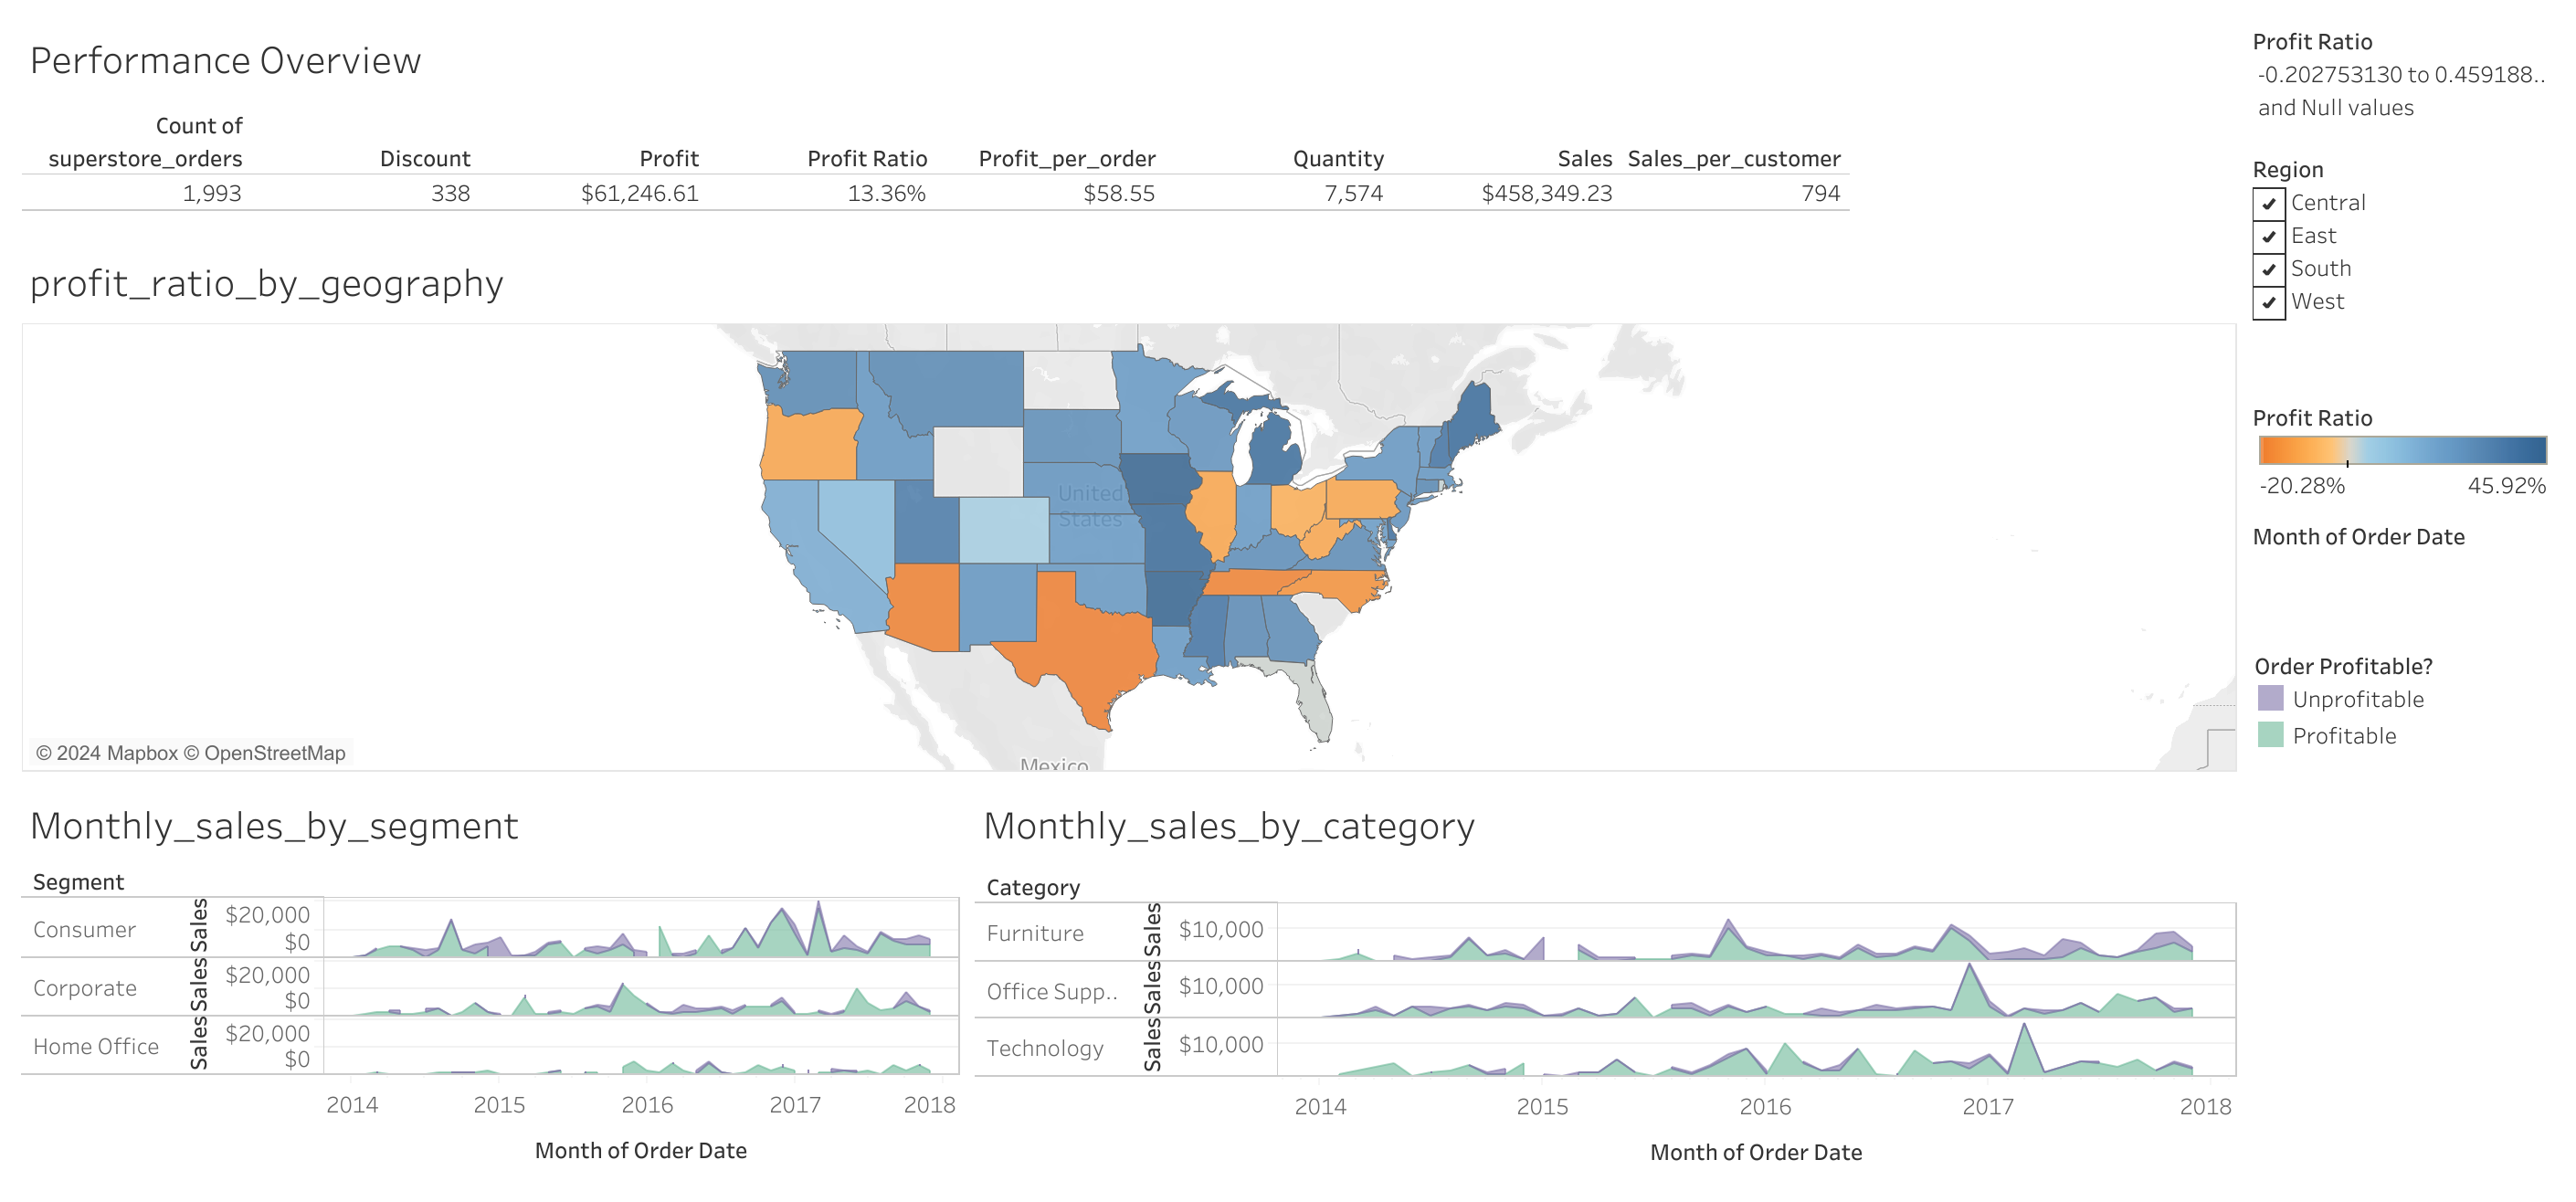 Performance Overview
Count of
superstore_orders Discount Profit Profit Ratio Profit_per_order Quantity Sales Sales_per_customer
1,993 338 $61,246.61 13.36% $58.55 7,574 $458,349.23 794
profit_ratio_by_geography
United
States
Mexico
© 2024 Mapbox © OpenStreetMap
Profit Ratio
-0.202753130 to 0.459188..
and Null values
Region
Central
East
South
West
Profit Ratio
-20.28% 45.92%
Month of Order Date
Order Profitable?
Unprofitable
Profitable
Monthly_sales_by_segment
Segment
Consumer
Sales
$20,000
$0
Corporate
Sales
$20,000
$0
Home Office
Sales
$20,000
$0
2014 2015 2016 2017 2018
Month of Order Date
Monthly_sales_by_category
Category
Furniture
Sales
$10,000
Office Supp..
Sales
$10,000
Technology
Sales
$10,000
2014 2015 2016 2017 2018
Month of Order Date